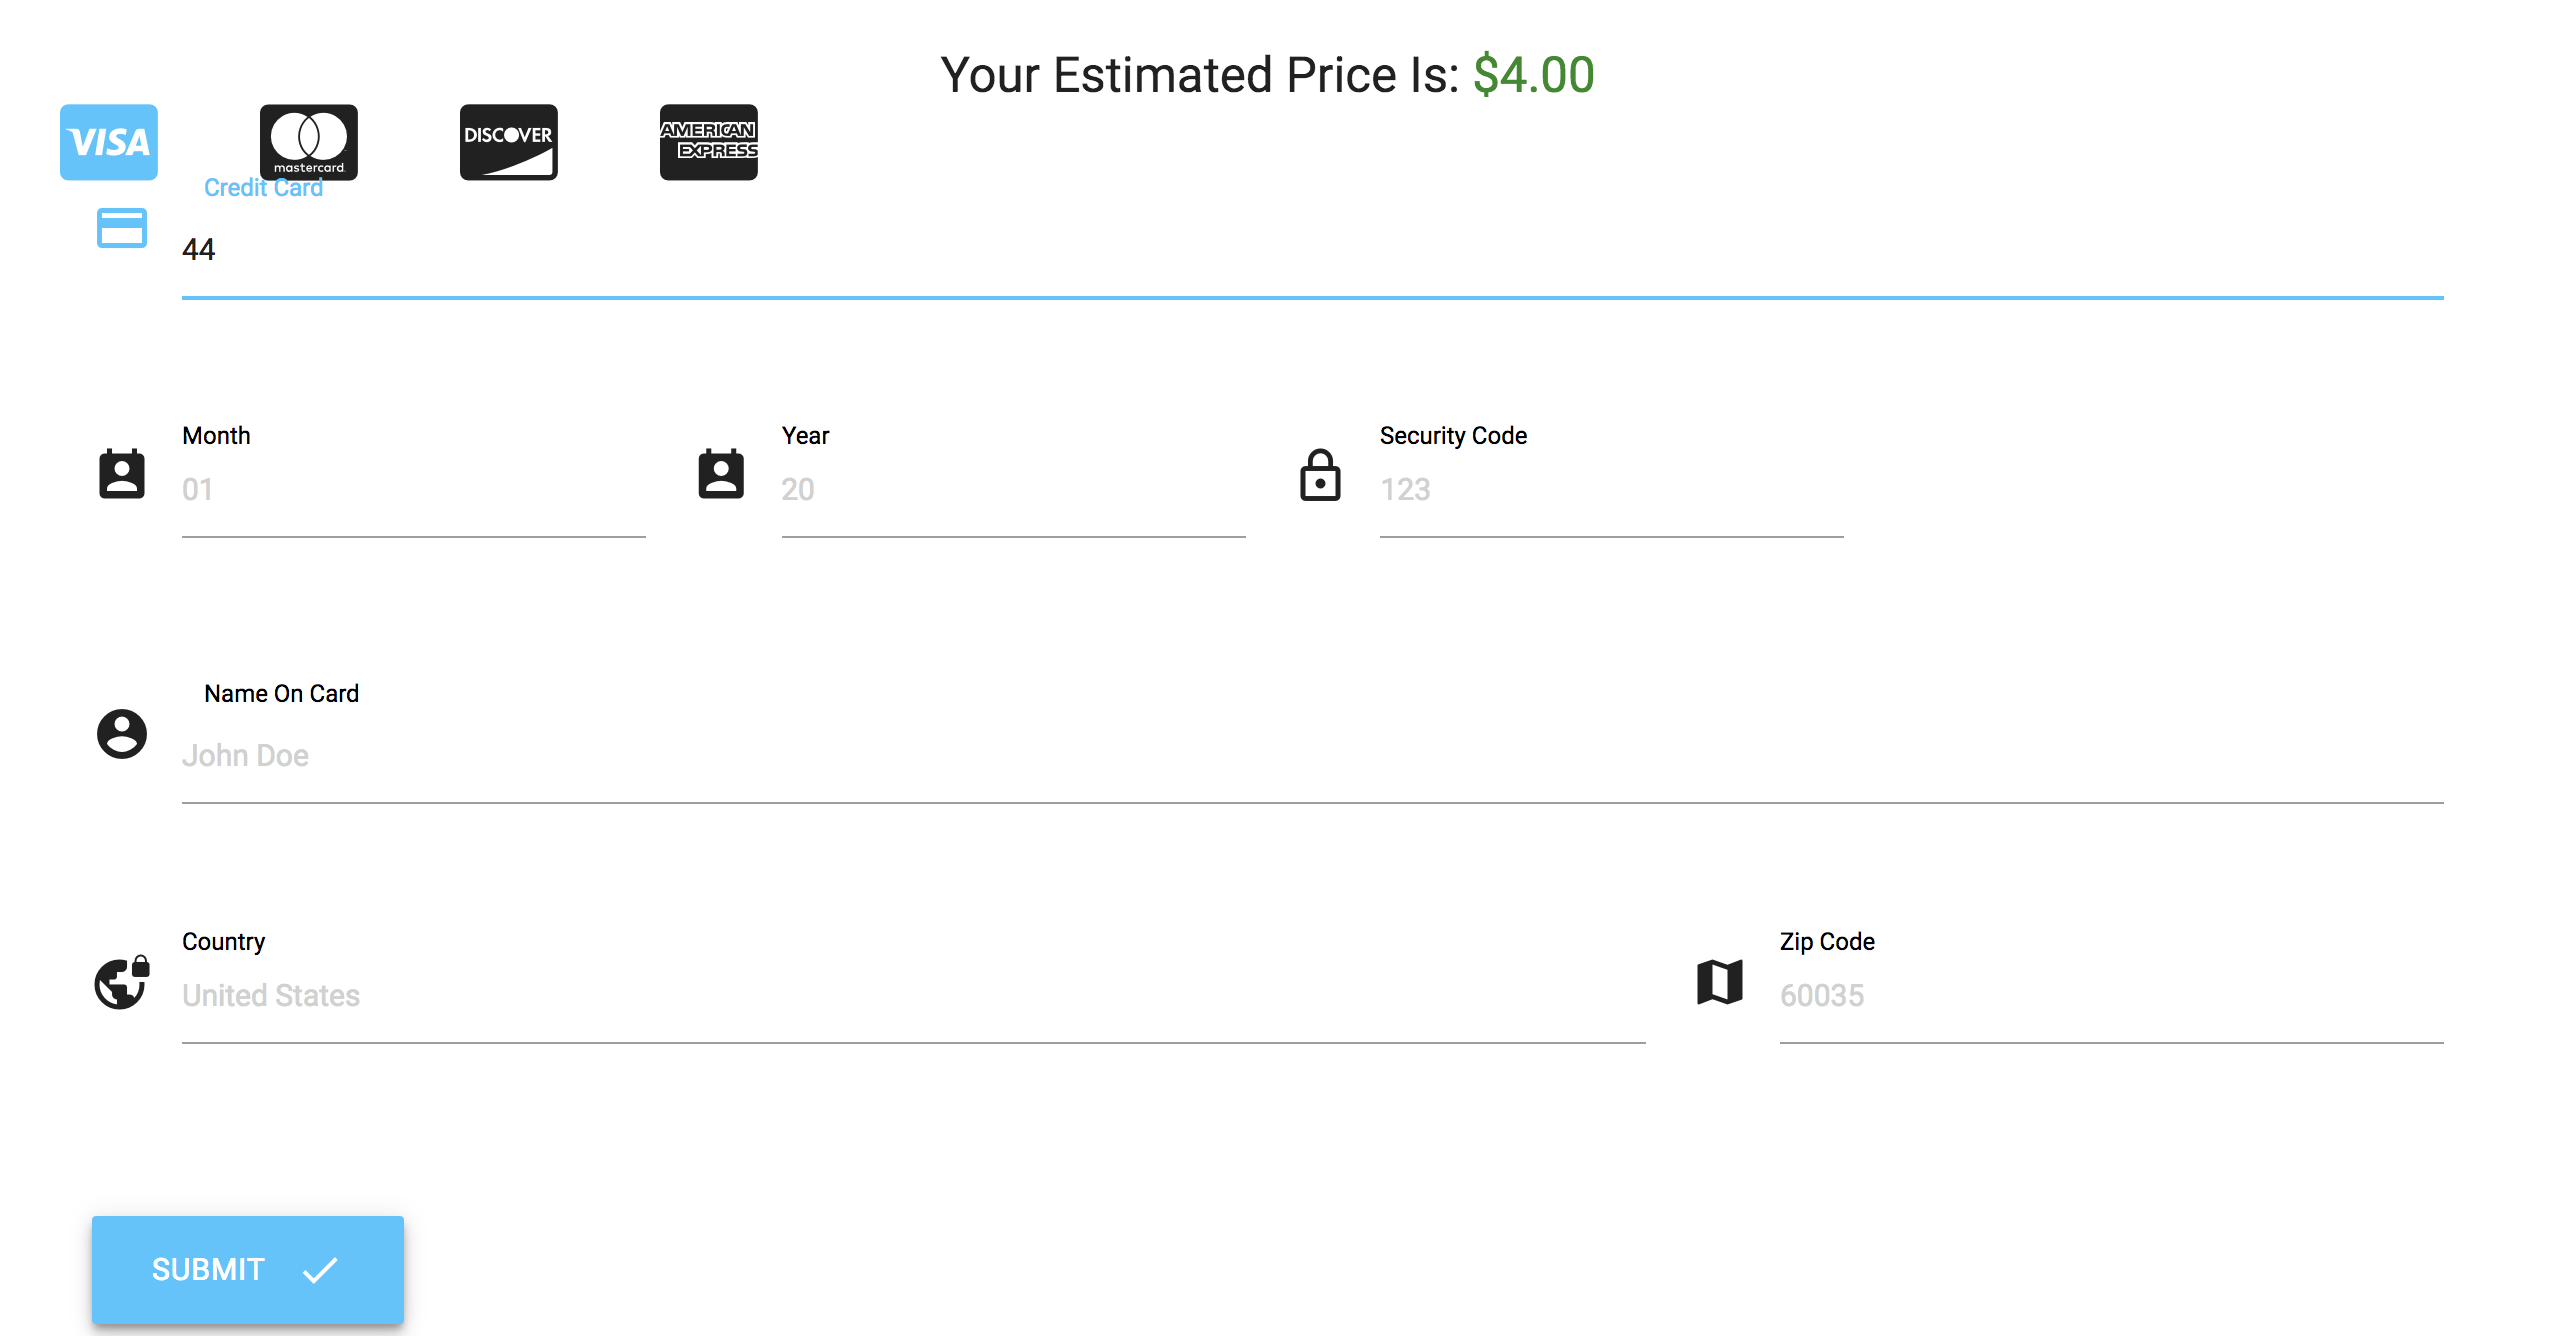 Your Estimated Price Is: $4.00
VISA
mastercard
DISCOVER
AMERICAN
EXPRESS
Credit Card
44
Month
01
Year
20
Security Code
123
Name On Card
John Doe
Country
United States
Zip Code
60035
SUBMIT